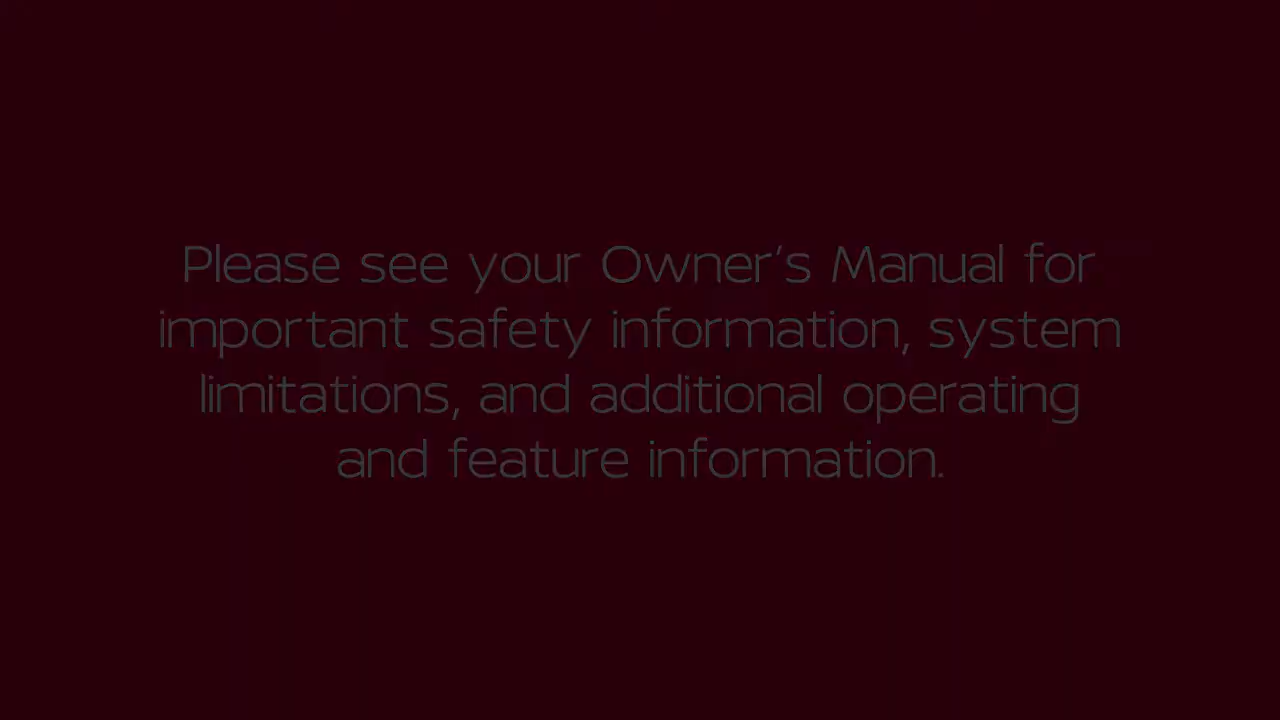 Please see your Owner’s Manual for
important safety information, system
limitations, and additional operating
and feature information.